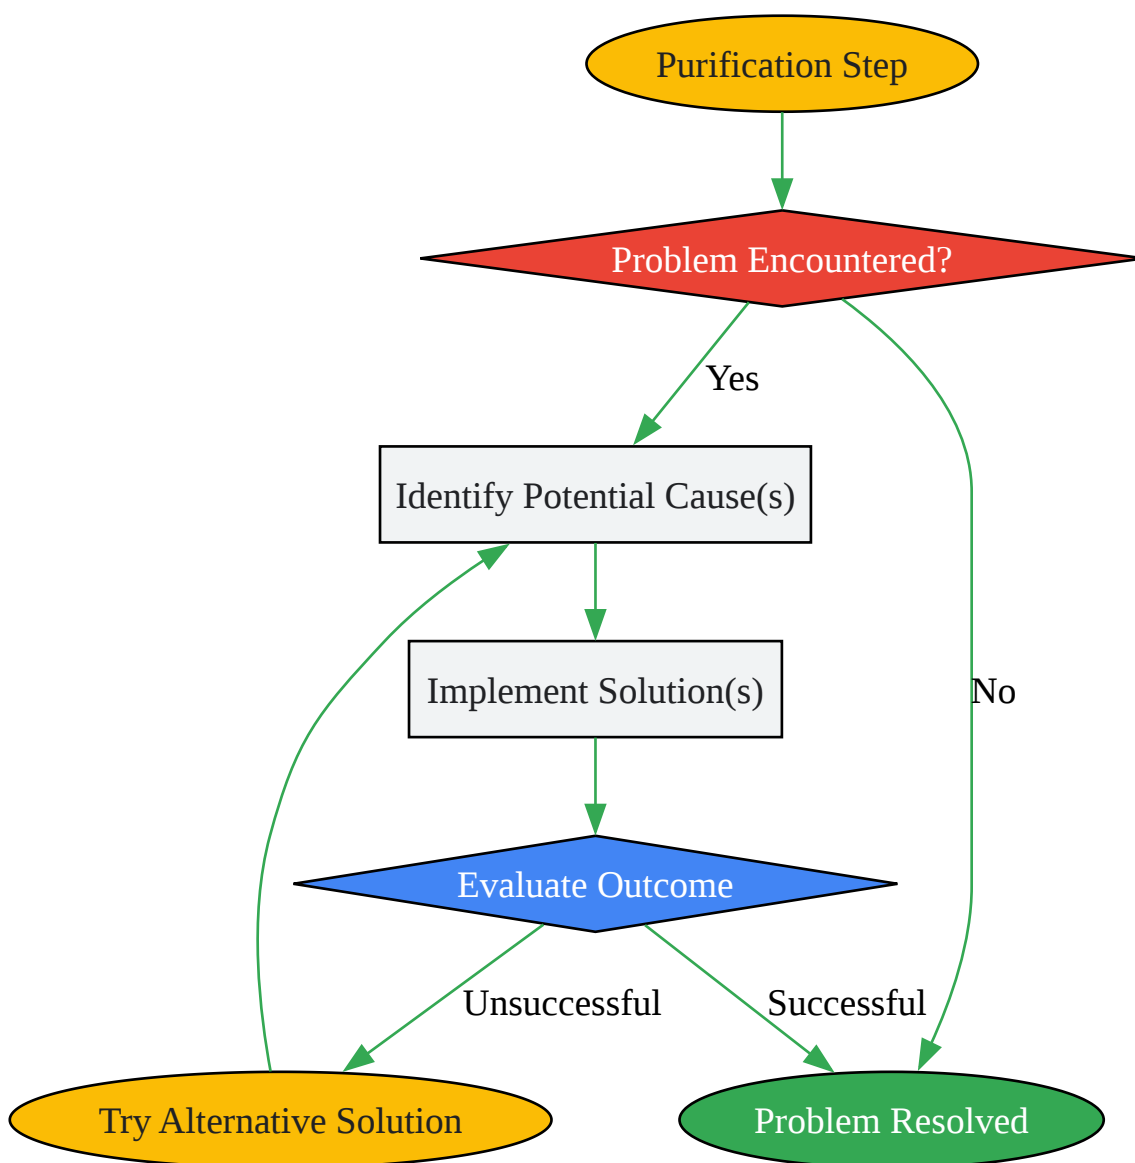 Purification Step
Problem Encountered?
Yes
Identify Potential Cause(s)
Implement Solution(s)
No
Evaluate Outcome
Unsuccessful
Successful
Try Alternative Solution
Problem Resolved